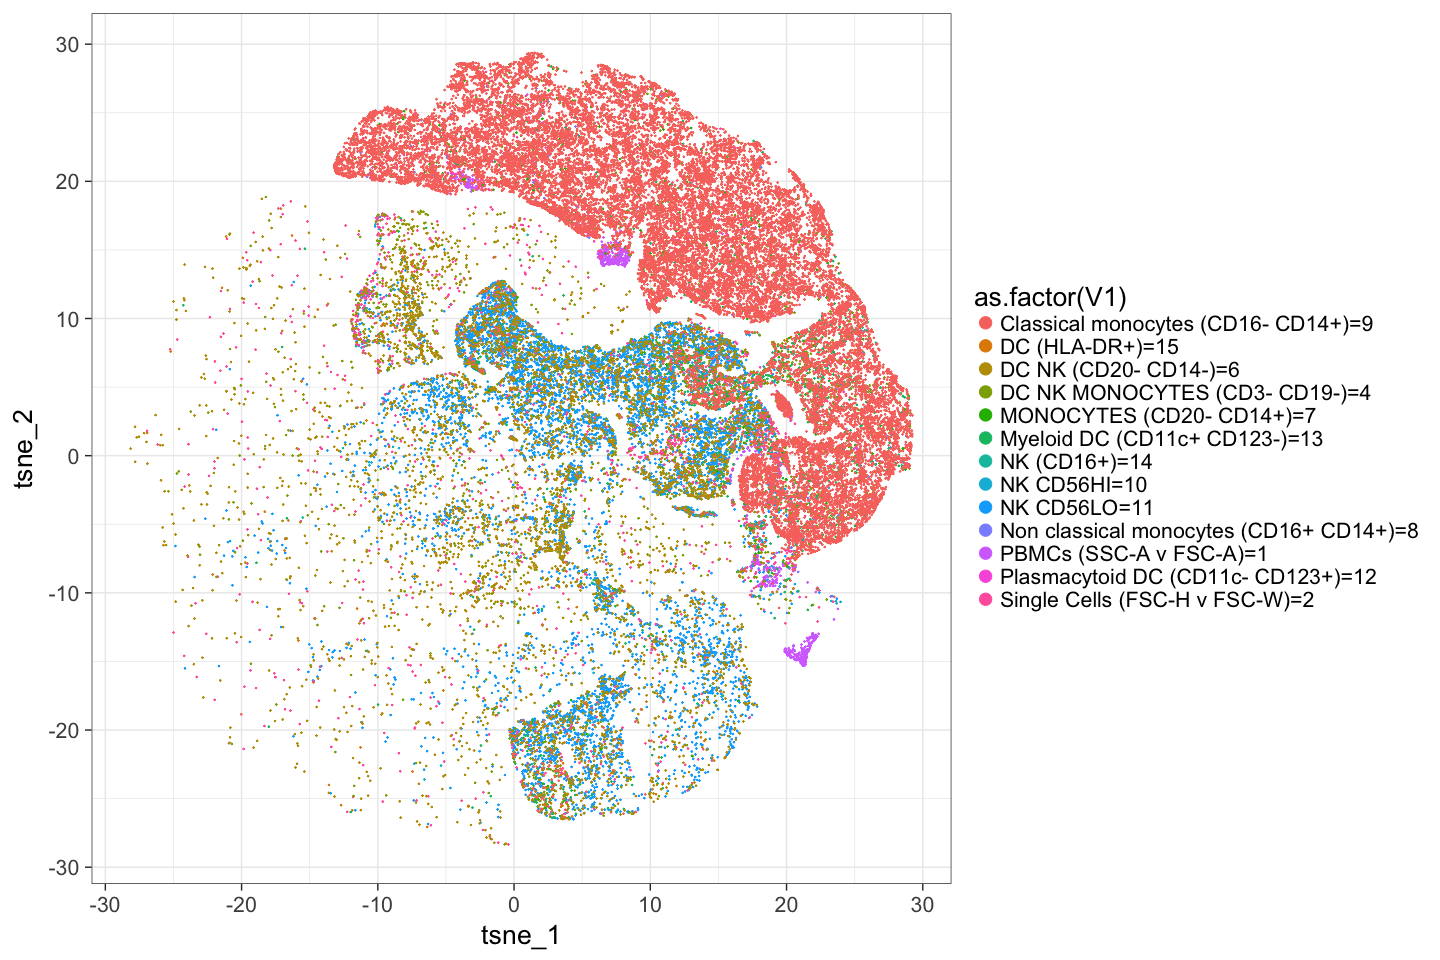 30
20
10
0
-10
-20
-30
-30
-20
-10
0
10
20
30
tsne_1
tsne_2
as.factor(V1)
Classical monocytes (CD16- CD14+)=9
DC (HLA-DR+)=15
DC NK (CD20- CD14-)=6
DC NK MONOCYTES (CD3- CD19-)=4
MONOCYTES (CD20- CD14+)=7
Myeloid DC (CD11c+ CD123-)=13
NK (CD16+)=14
NK CD56HI=10
NK CD56LO=11
Non classical monocytes (CD16+ CD14+)=8
PBMCs (SSC-A v FSC-A)=1
Plasmacytoid DC (CD11c- CD123+)=12
Single Cells (FSC-H v FSC-W)=2